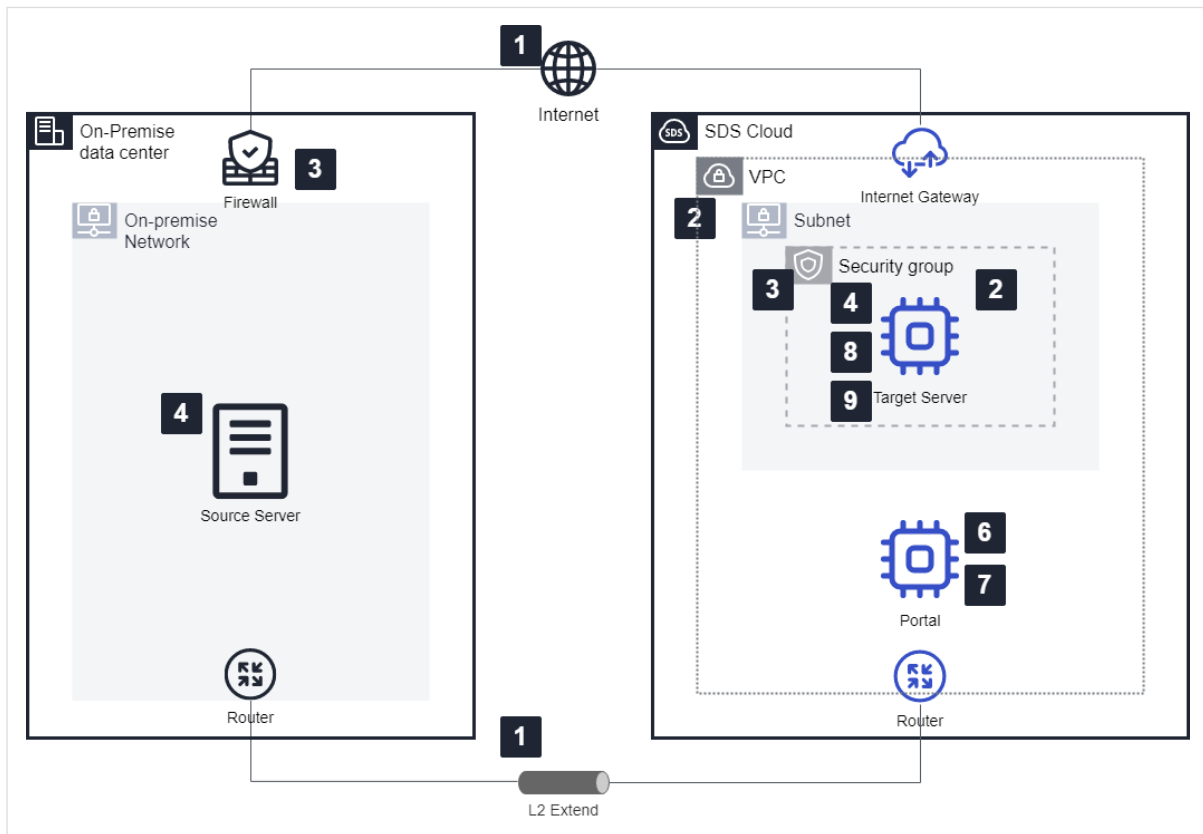 1
Internet
On-Premise
data center
SDS
SDS Cloud
3
Firewall
VPC
Internet Gateway
On-premise
Network
2
Subnet
Security group
3
4
2
8
9
Target Server
4
Source Server
6
7
Portal
Router
Router
1
L2 Extend